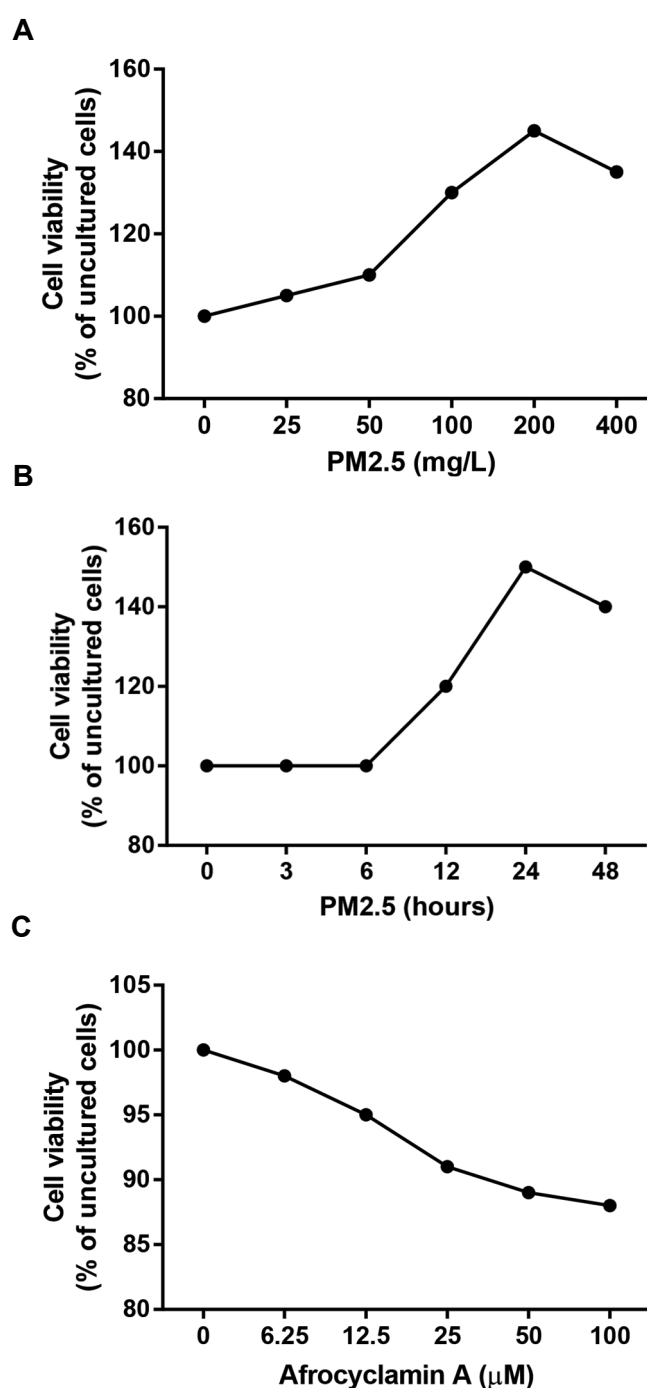 A
Cell viability
(% of uncultured cells)
160
140
120
100
80
0 25 50 100 200 400
PM2.5 (mg/L)
B
Cell viability
(% of uncultured cells)
160
140
120
100
80
0 3 6 12 24 48
PM2.5 (hours)
C
Cell viability
(% of uncultured cells)
105
100
95
90
85
80
0 6.25 12.5 25 50 100
Afrocyclamin A (μM)